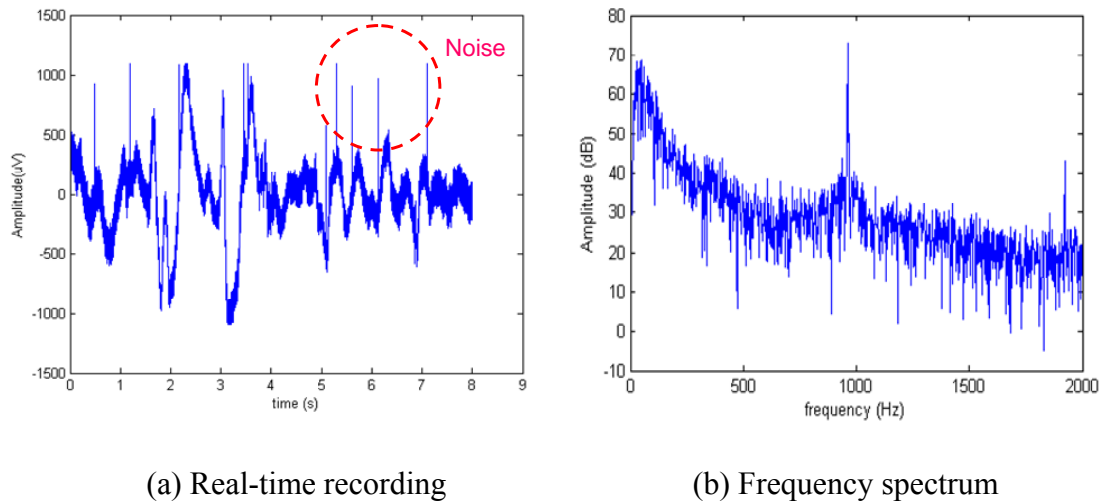 Noise
1500
1000
500
0
-500
-1000
-1500
Amplitude(uV)
0 1 2 3 4 5 6 7 8 9
time (s)
(a) Real-time recording
80
70
60
50
40
30
20
10
0
-10
Amplitude (dB)
0 500 1000 1500 2000
frequency (Hz)
(b) Frequency spectrum